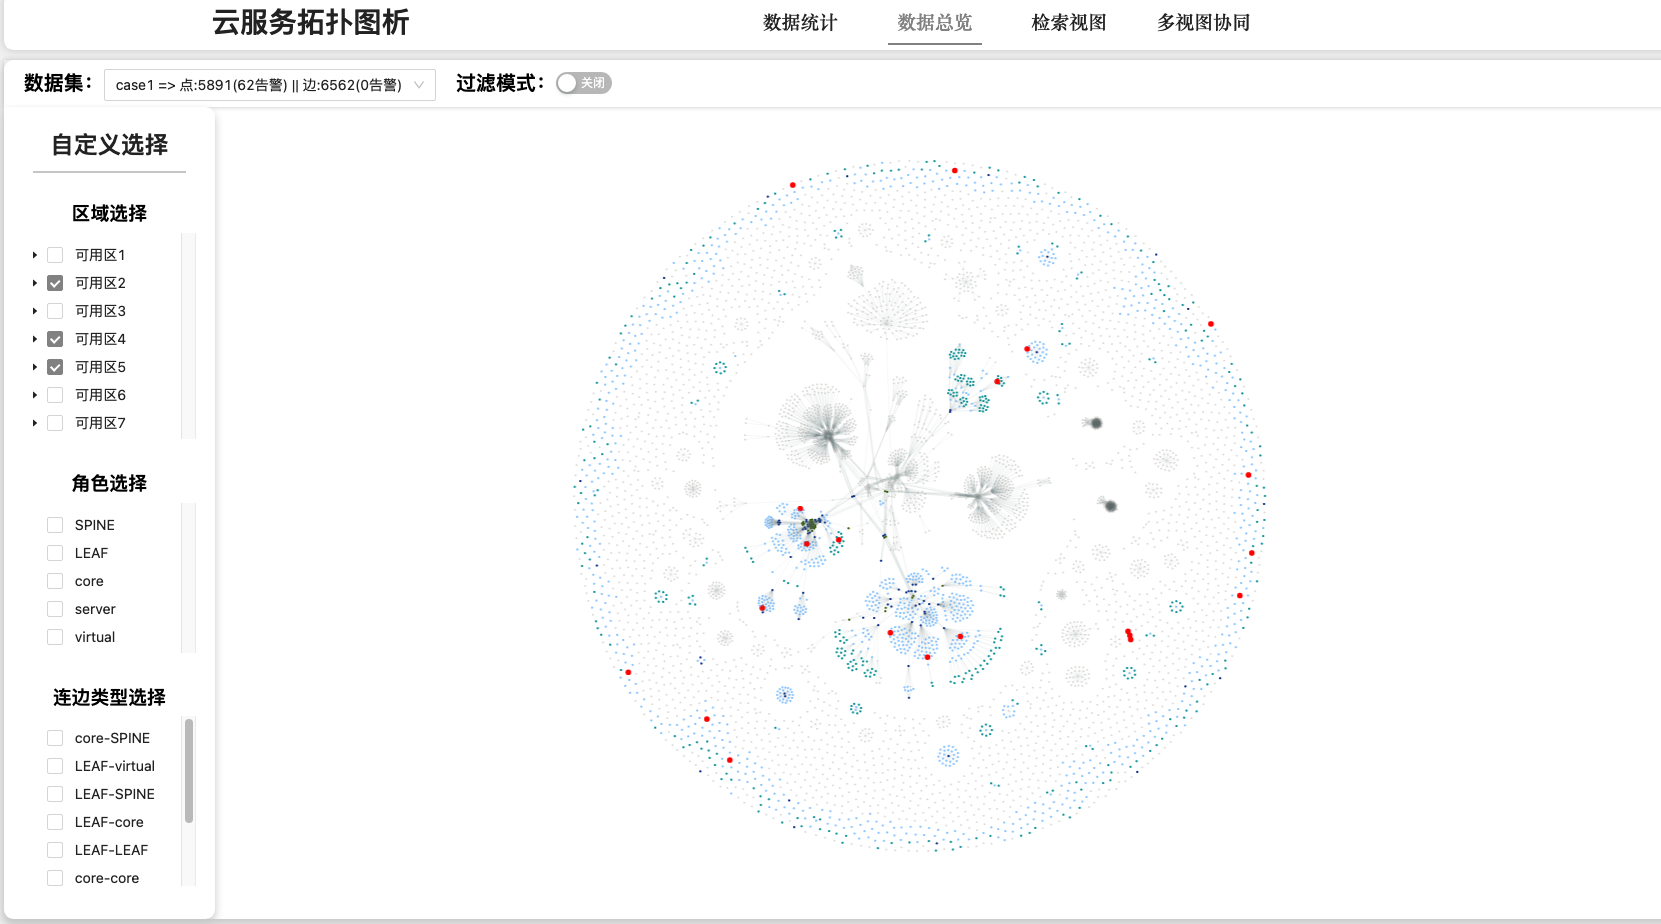 云服务拓扑图析
数据统计 数据总览 检索视图 多视图协同
数据集： case1 => 点:5891(62告警) || 边:6562(0告警) 过滤模式： 关闭
自定义选择
区域选择
可用区1
可用区2
可用区3
可用区4
可用区5
可用区6
可用区7
角色选择
SPINE
LEAF
core
server
virtual
连边类型选择
core-SPINE
LEAF-virtual
LEAF-SPINE
LEAF-core
LEAF-LEAF
core-core